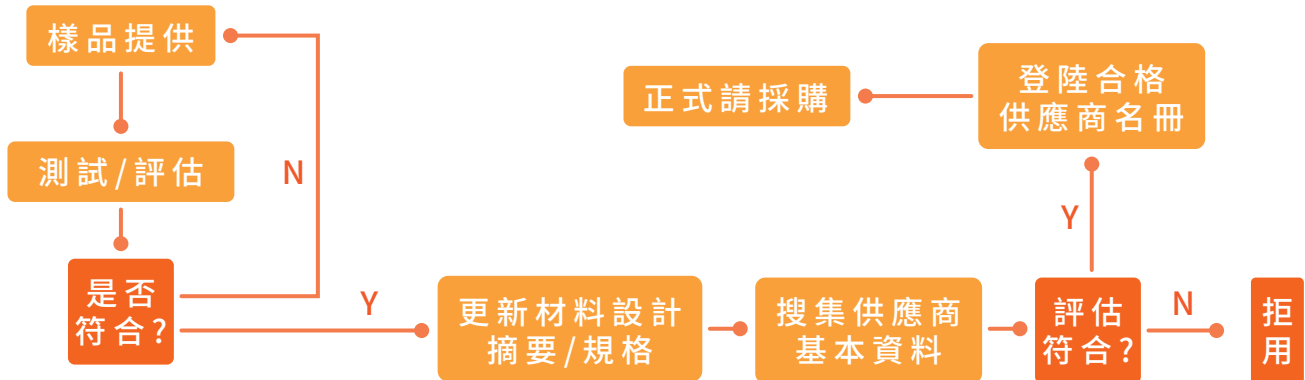 樣品提供
測試/評估
是否
符合?
N
Y
更新材料設計
摘要/規格
搜集供應商
基本資料
評估
符合?
Y
N
拒
用
登陸合格
供應商名冊
正式請採購